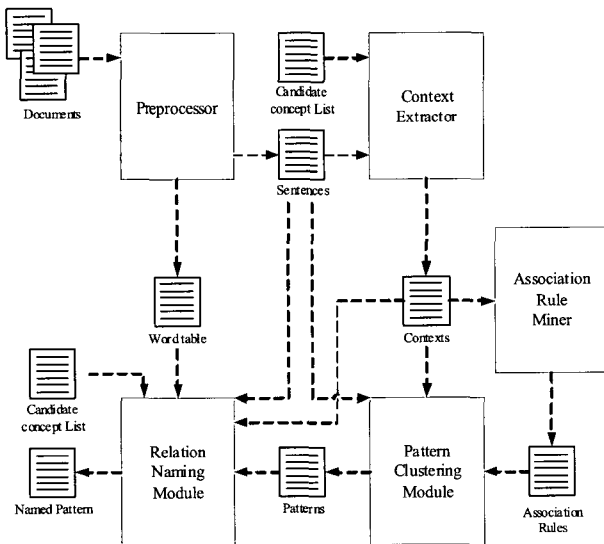 Documents
Preprocessor
Candidate
concept List
Context
Extractor
Sentences
Word table
Contexts
Association
Rule
Miner
Candidate
concept List
Named Pattern
Relation
Naming
Module
Patterns
Pattern
Clustering
Module
Association
Rules